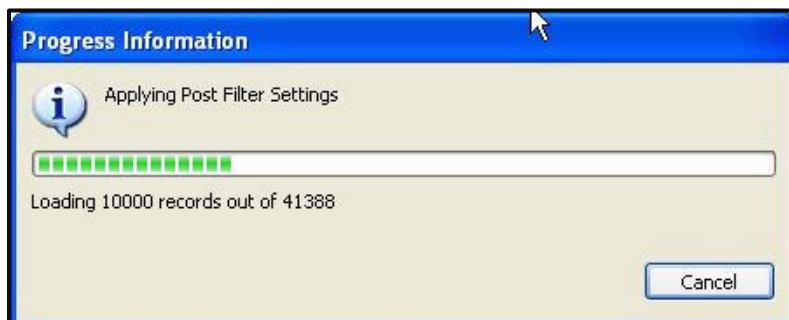 Progress Information
Applying Post Filter Settings
Loading 10000 records out of 41388
Cancel